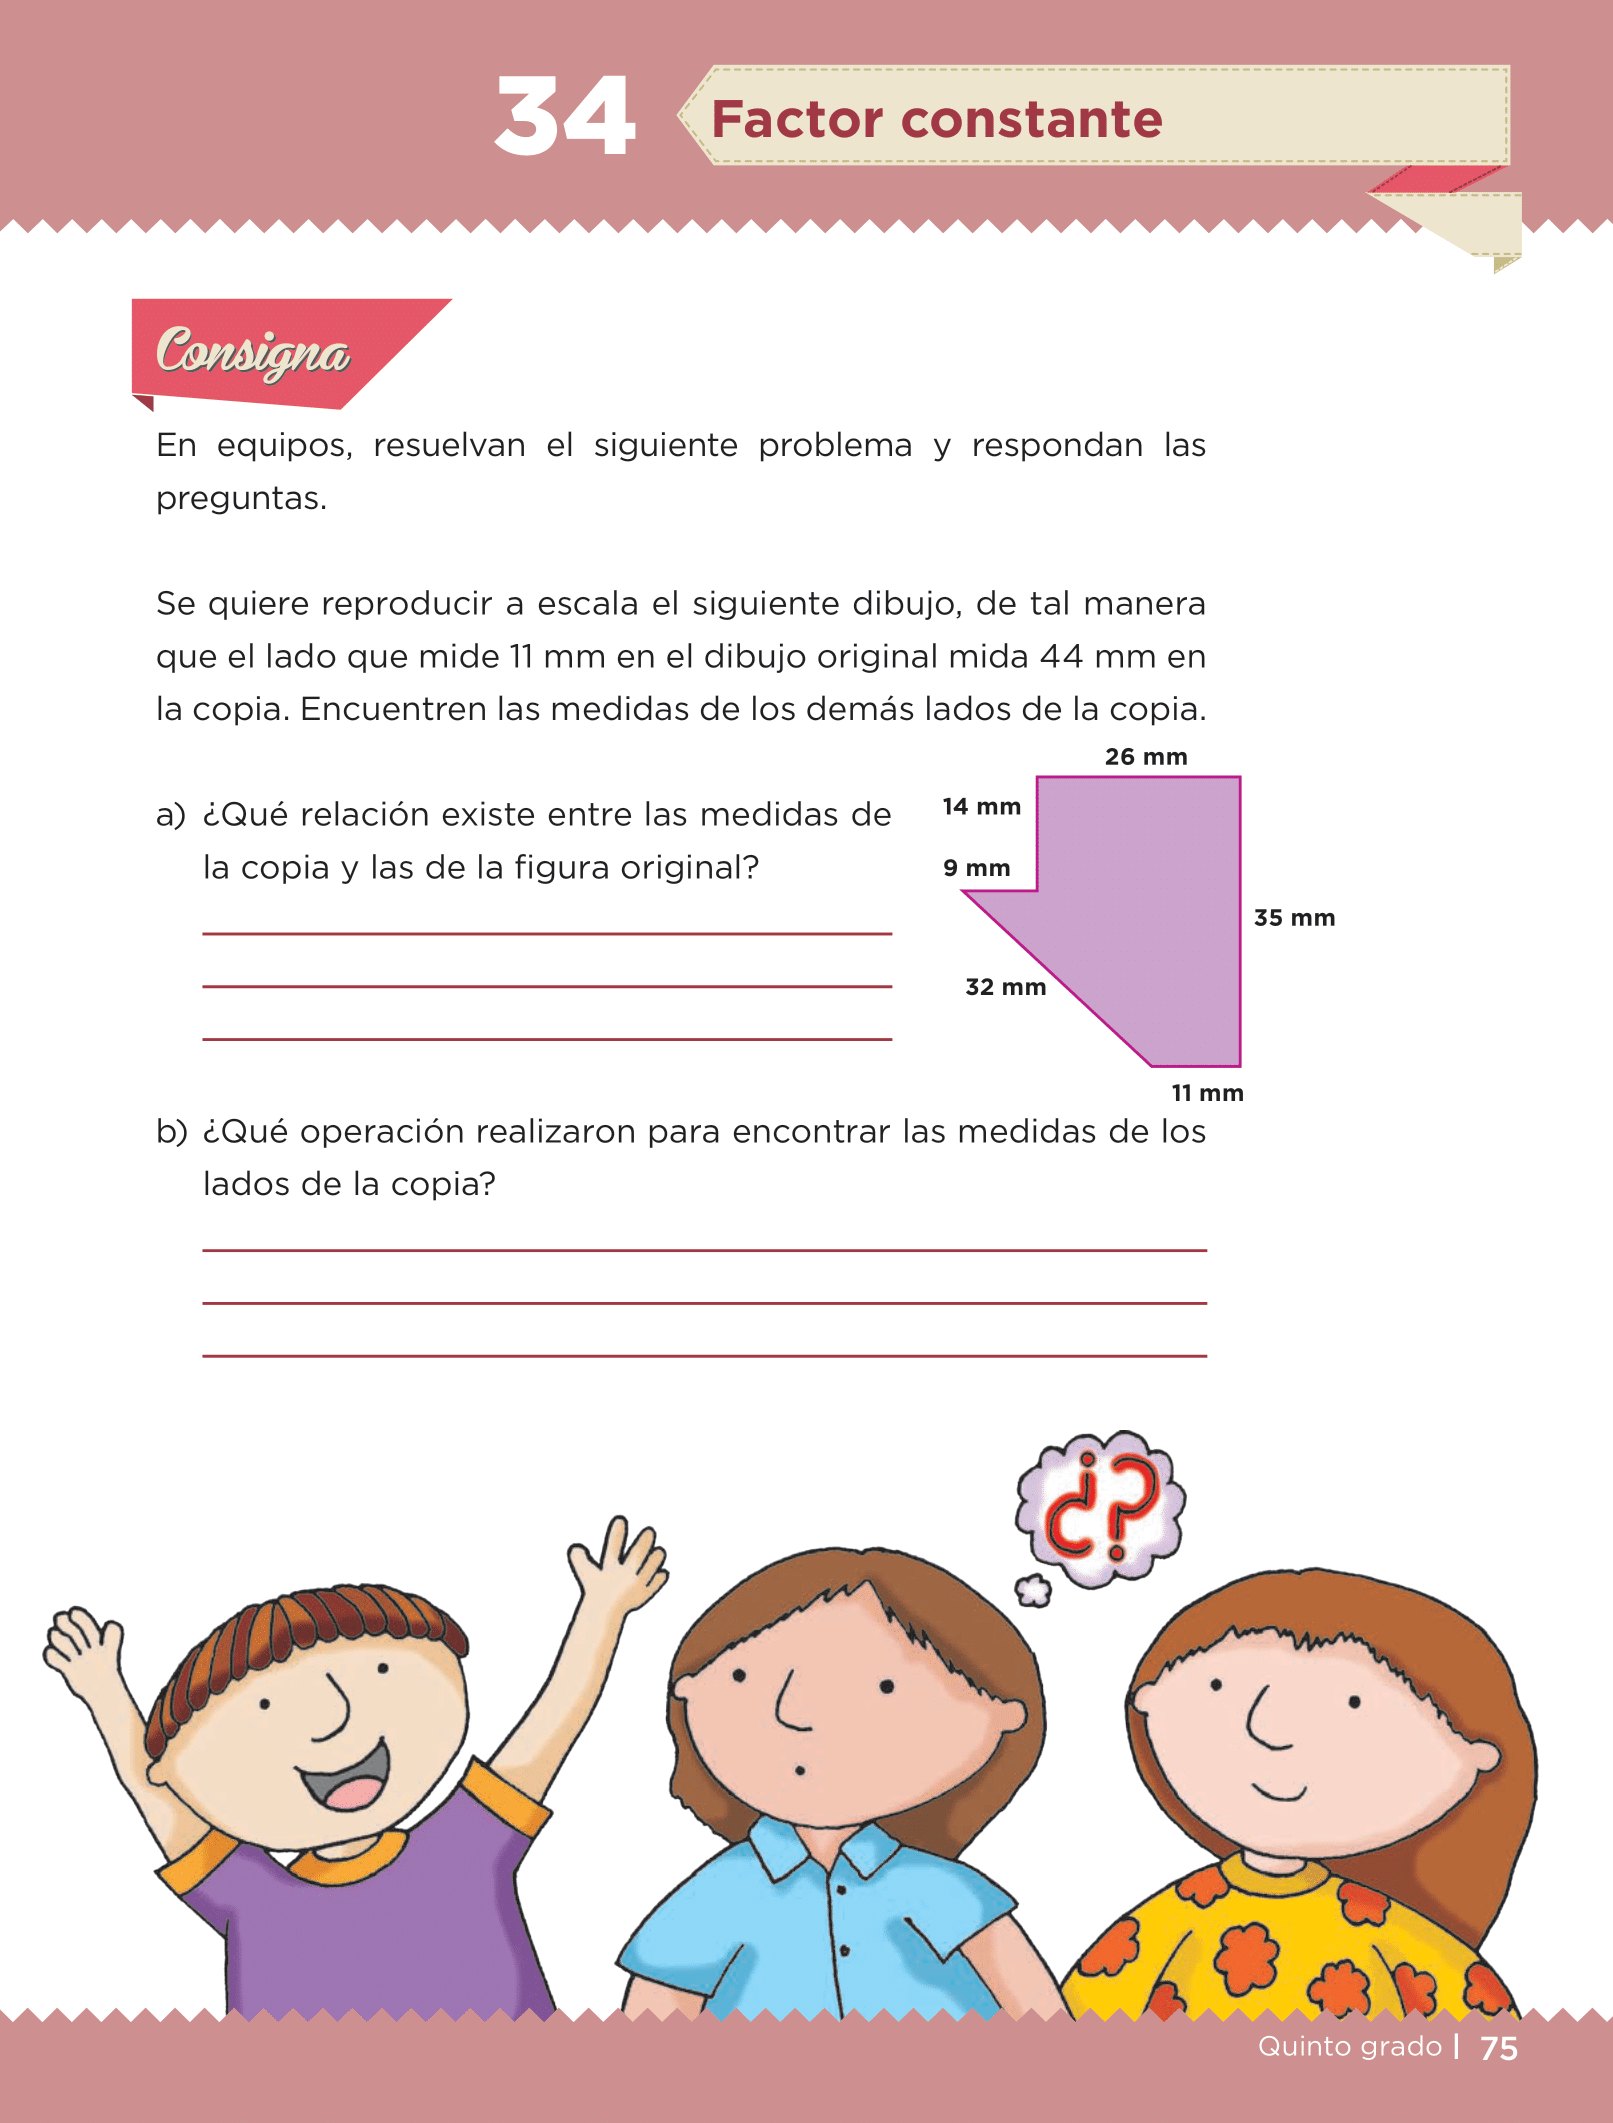 34
Factor constante
Consigna
En equipos, resuelvan el siguiente problema y respondan las
preguntas.
Se quiere reproducir a escala el siguiente dibujo, de tal manera
que el lado que mide 11 mm en el dibujo original mida 44 mm en
la copia. Encuentren las medidas de los demás lados de la copia.
a) ¿Qué relación existe entre las medidas de
la copia y las de la figura original?
26 mm
14 mm
9 mm
35 mm
32 mm
11 mm
b) ¿Qué operación realizaron para encontrar las medidas de los
lados de la copia?
¿?
Quinto grado | 75